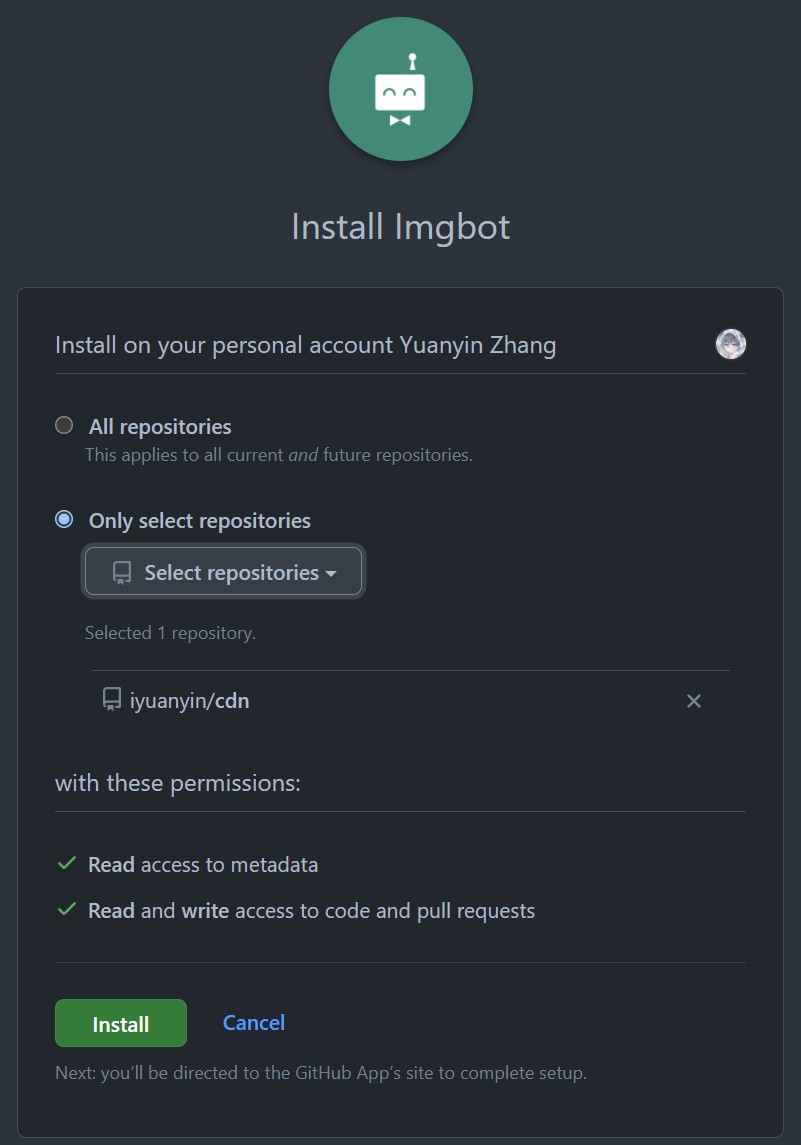 Install Imgbot
Install on your personal account Yuanyin Zhang
All repositories
This applies to all current and future repositories.
Only select repositories
Select repositories
Selected 1 repository.
iyuanyin/cdn
with these permissions:
Read access to metadata
Read and write access to code and pull requests
Install Cancel
Next: you'll be directed to the GitHub App's site to complete setup.